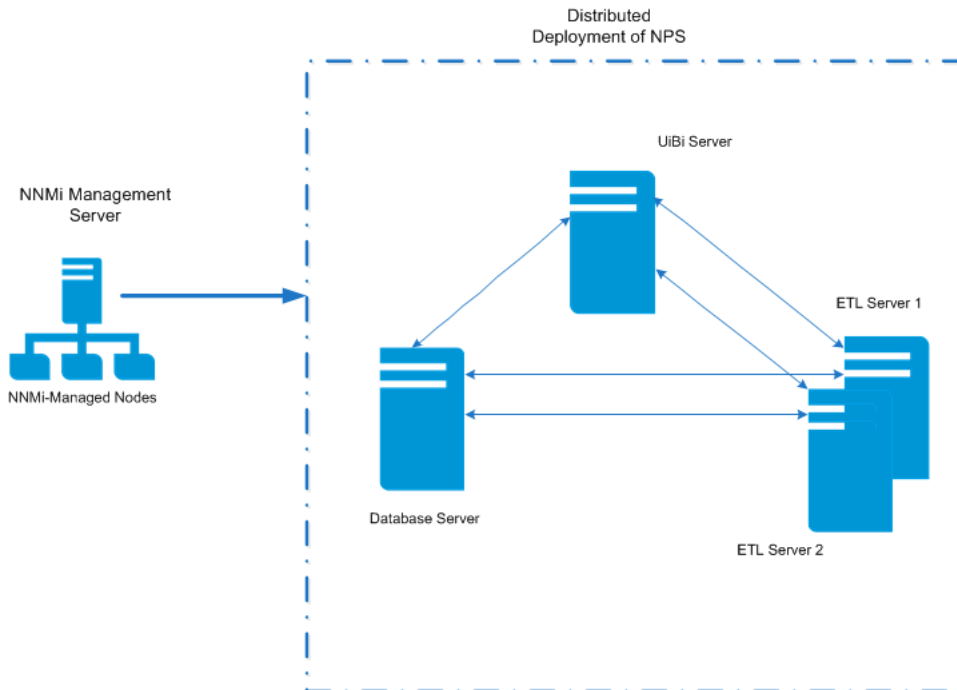 Distributed
Deployment of NPS
UiBi Server
NNMi Management
Server
ETL Server 1
NNMi-Managed Nodes
Database Server
ETL Server 2